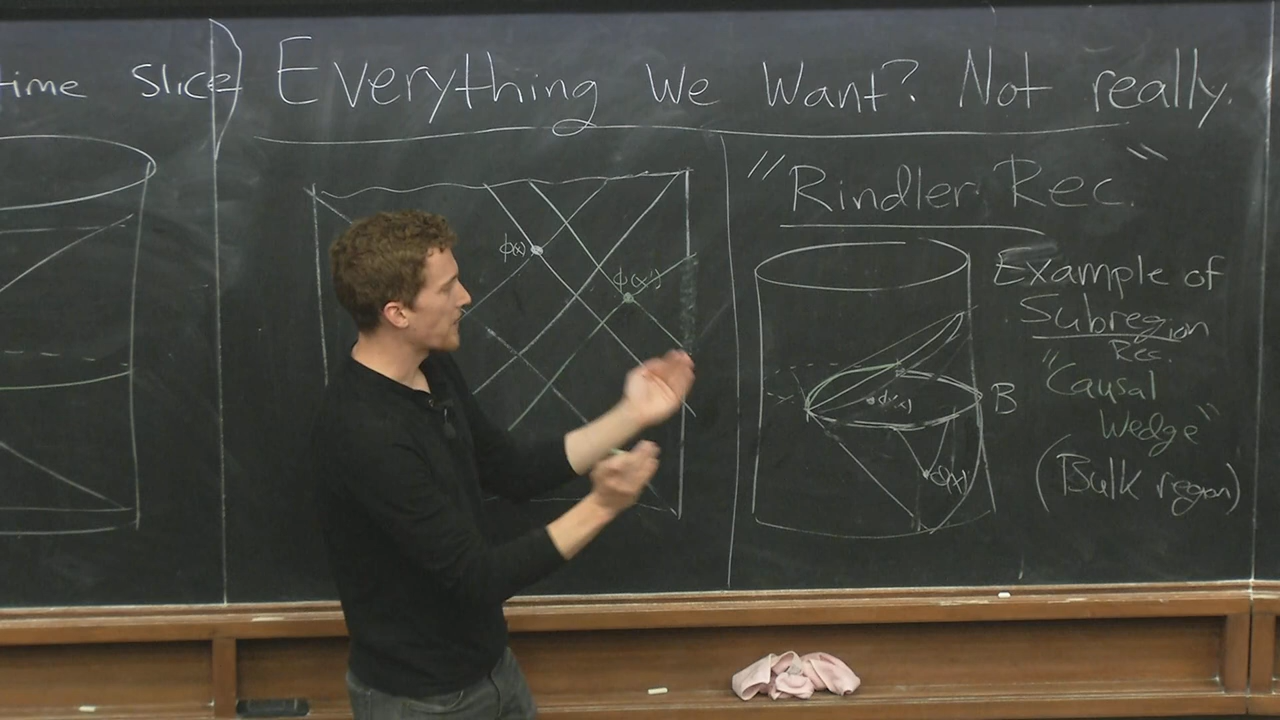 time slice) Everything We Want? Not really.
"Rindler Rec."
Example of
Subregion
Rec.
"Causal
Wedge"
(Bulk region)
ϕ(x)
ϕ(x')
B
ϕ(x)
ϕ(x')